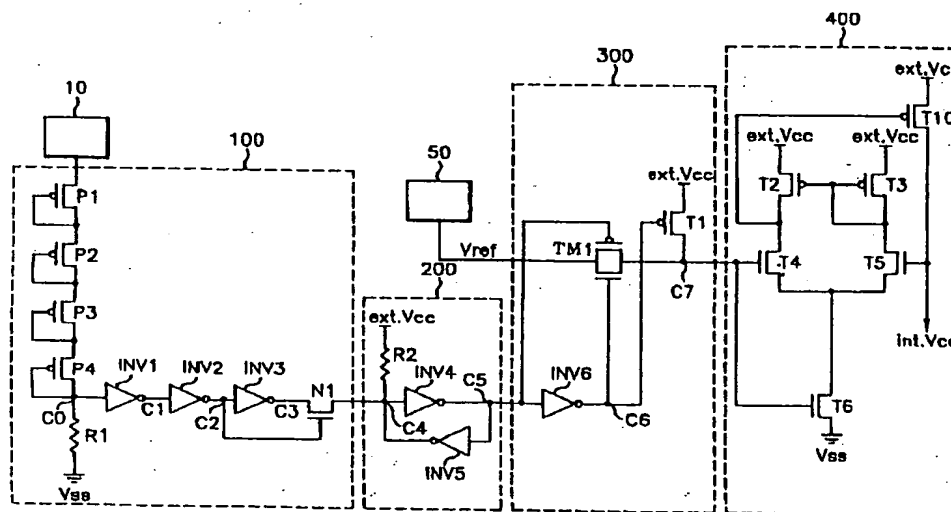 400
ext.Vc
300
T10
10
ext.Vcc
ext.Vcc
50
100
ext.Vcc
T2
T3
P1
T1
Vref
TM1
P2
200
T4
T5
C7
ext.Vcc
P3
int.Vcc
R2
INV4
C5
INV6
P4
INV1
INV2
INV3
N1
T6
C0
C1
C2
C3
C4
C6
R1
INV5
Vss
Vss